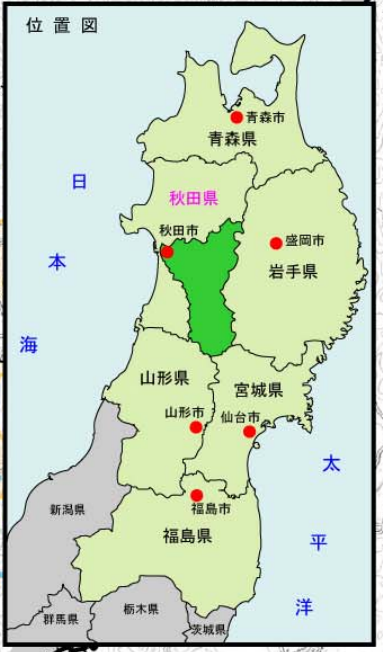 位置図
青森市
青森県
秋田県
秋田市
盛岡市
岩手県
日本海
山形県
宮城県
山形市
仙台市
太平洋
福島市
福島県
新潟県
群馬県
栃木県
茨城県